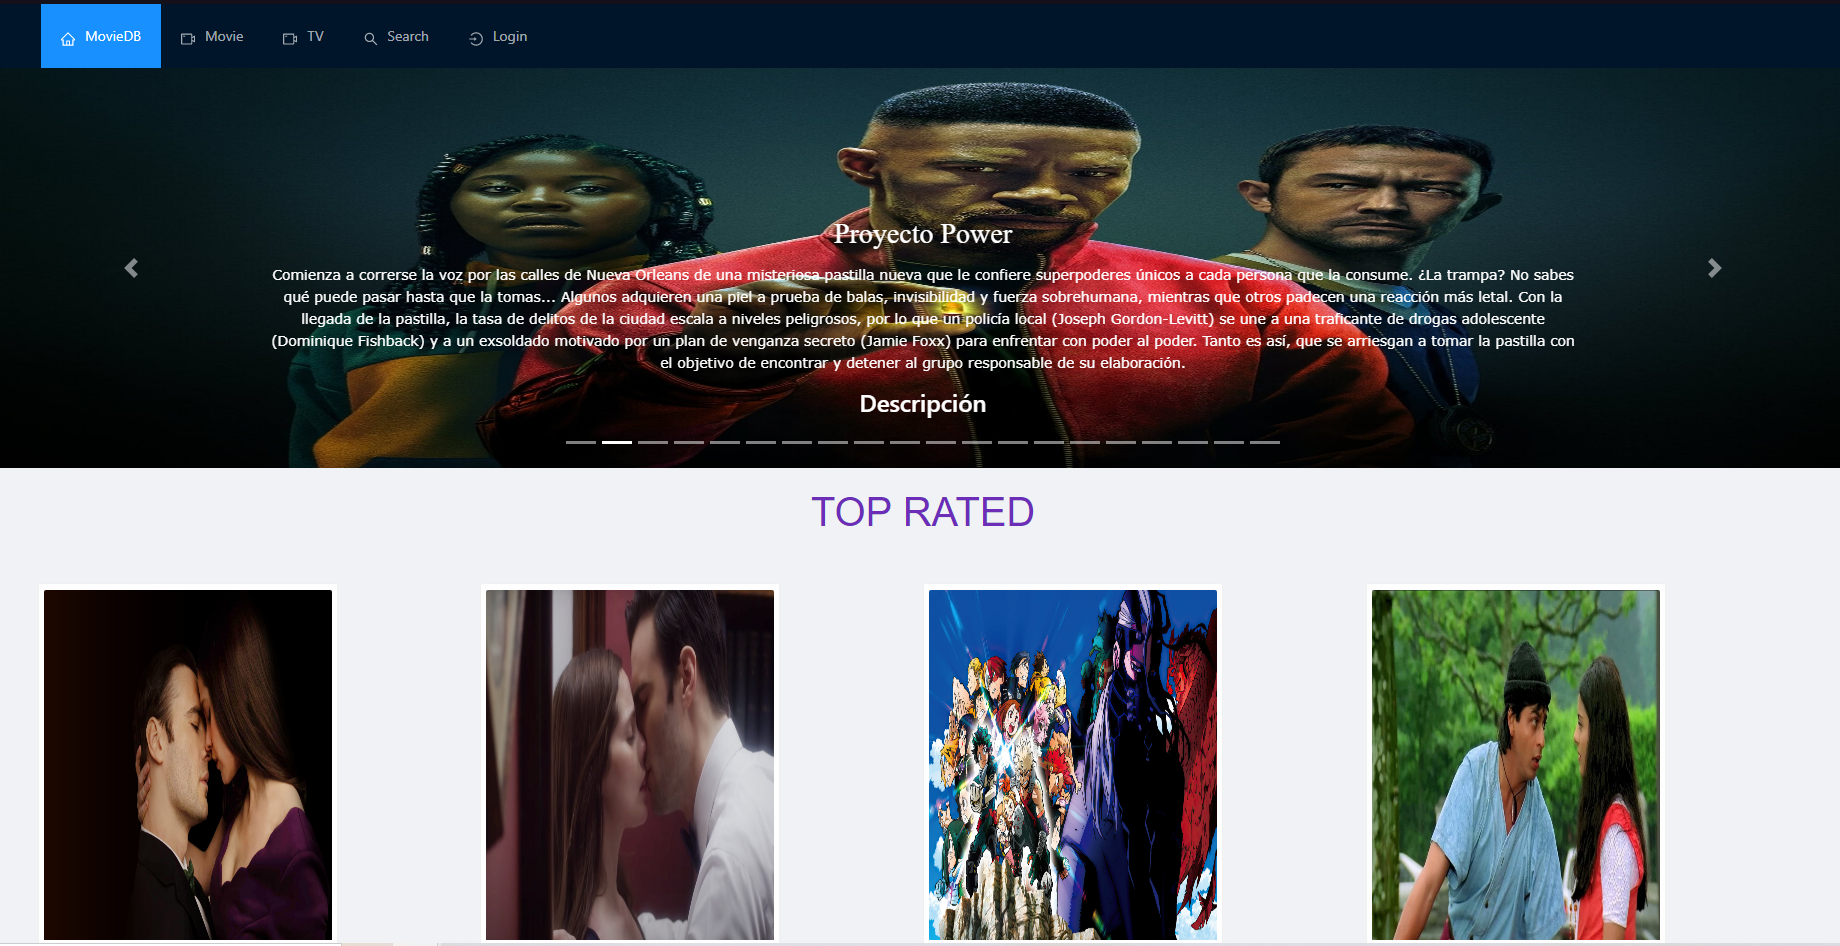 MovieDB
Movie
TV
Search
Login
Proyecto Power
Comienza a correrse la voz por las calles de Nueva Orleans de una misteriosa pastilla nueva que le confiere superpoderes únicos a cada persona que la consume. ¿La trampa? No sabes
qué puede pasar hasta que la tomas... Algunos adquieren una piel a prueba de balas, invisibilidad y fuerza sobrehumana, mientras que otros padecen una reacción más letal. Con la
llegada de la pastilla, la tasa de delitos de la ciudad escala a niveles peligrosos, por lo que un policía local (Joseph Gordon-Levitt) se une a una traficante de drogas adolescente
(Dominique Fishback) y a un exsoldado motivado por un plan de venganza secreto (Jamie Foxx) para enfrentar con poder al poder. Tanto es así, que se arriesgan a tomar la pastilla con
el objetivo de encontrar y detener al grupo responsable de su elaboración.
Descripción
TOP RATED